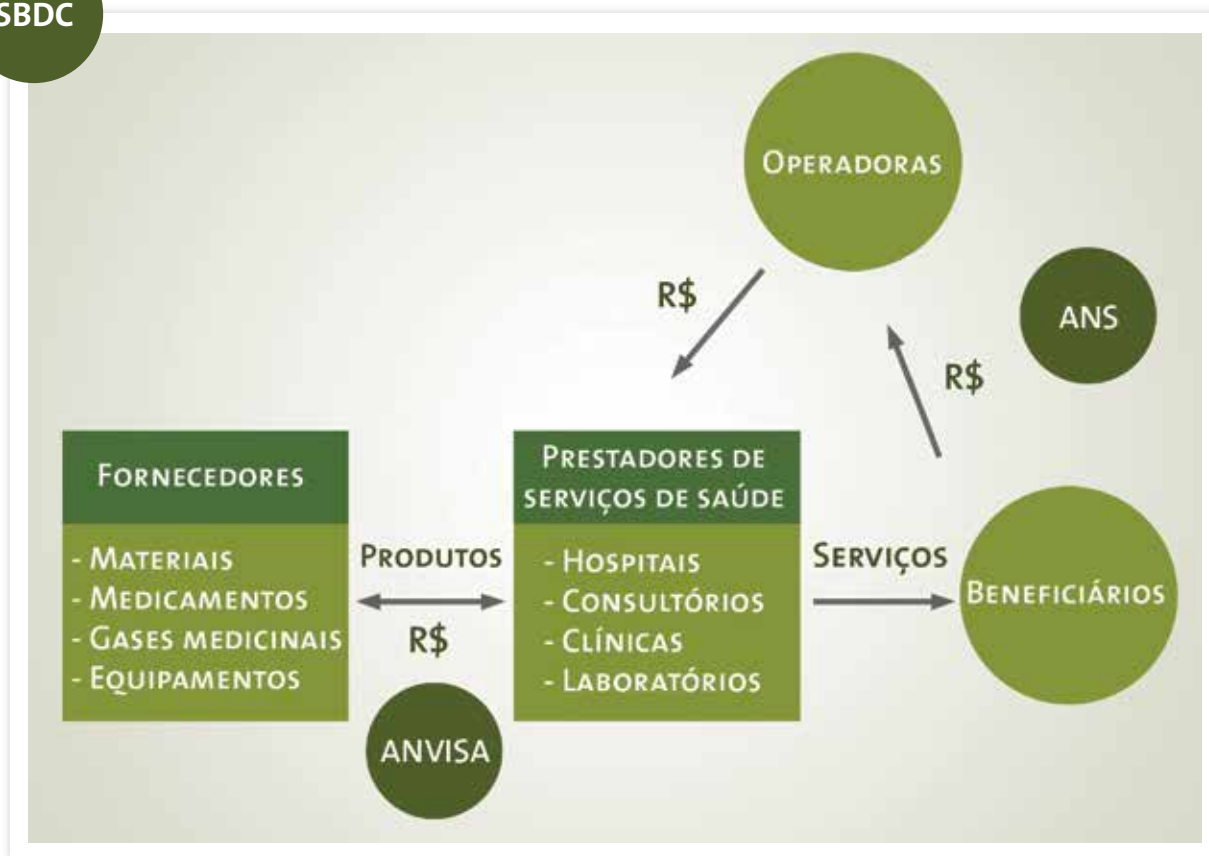 SBDC
OPERADORAS
R$
ANS
R$
FORNECEDORES
- MATERIAIS
- MEDICAMENTOS
- GASES MEDICINAIS
- EQUIPAMENTOS
PRODUTOS
R$
ANVISA
PRESTADORES DE
SERVIÇOS DE SAÚDE
- HOSPITAIS
- CONSULTÓRIOS
- CLÍNICAS
- LABORATÓRIOS
SERVIÇOS
BENEFICIÁRIOS